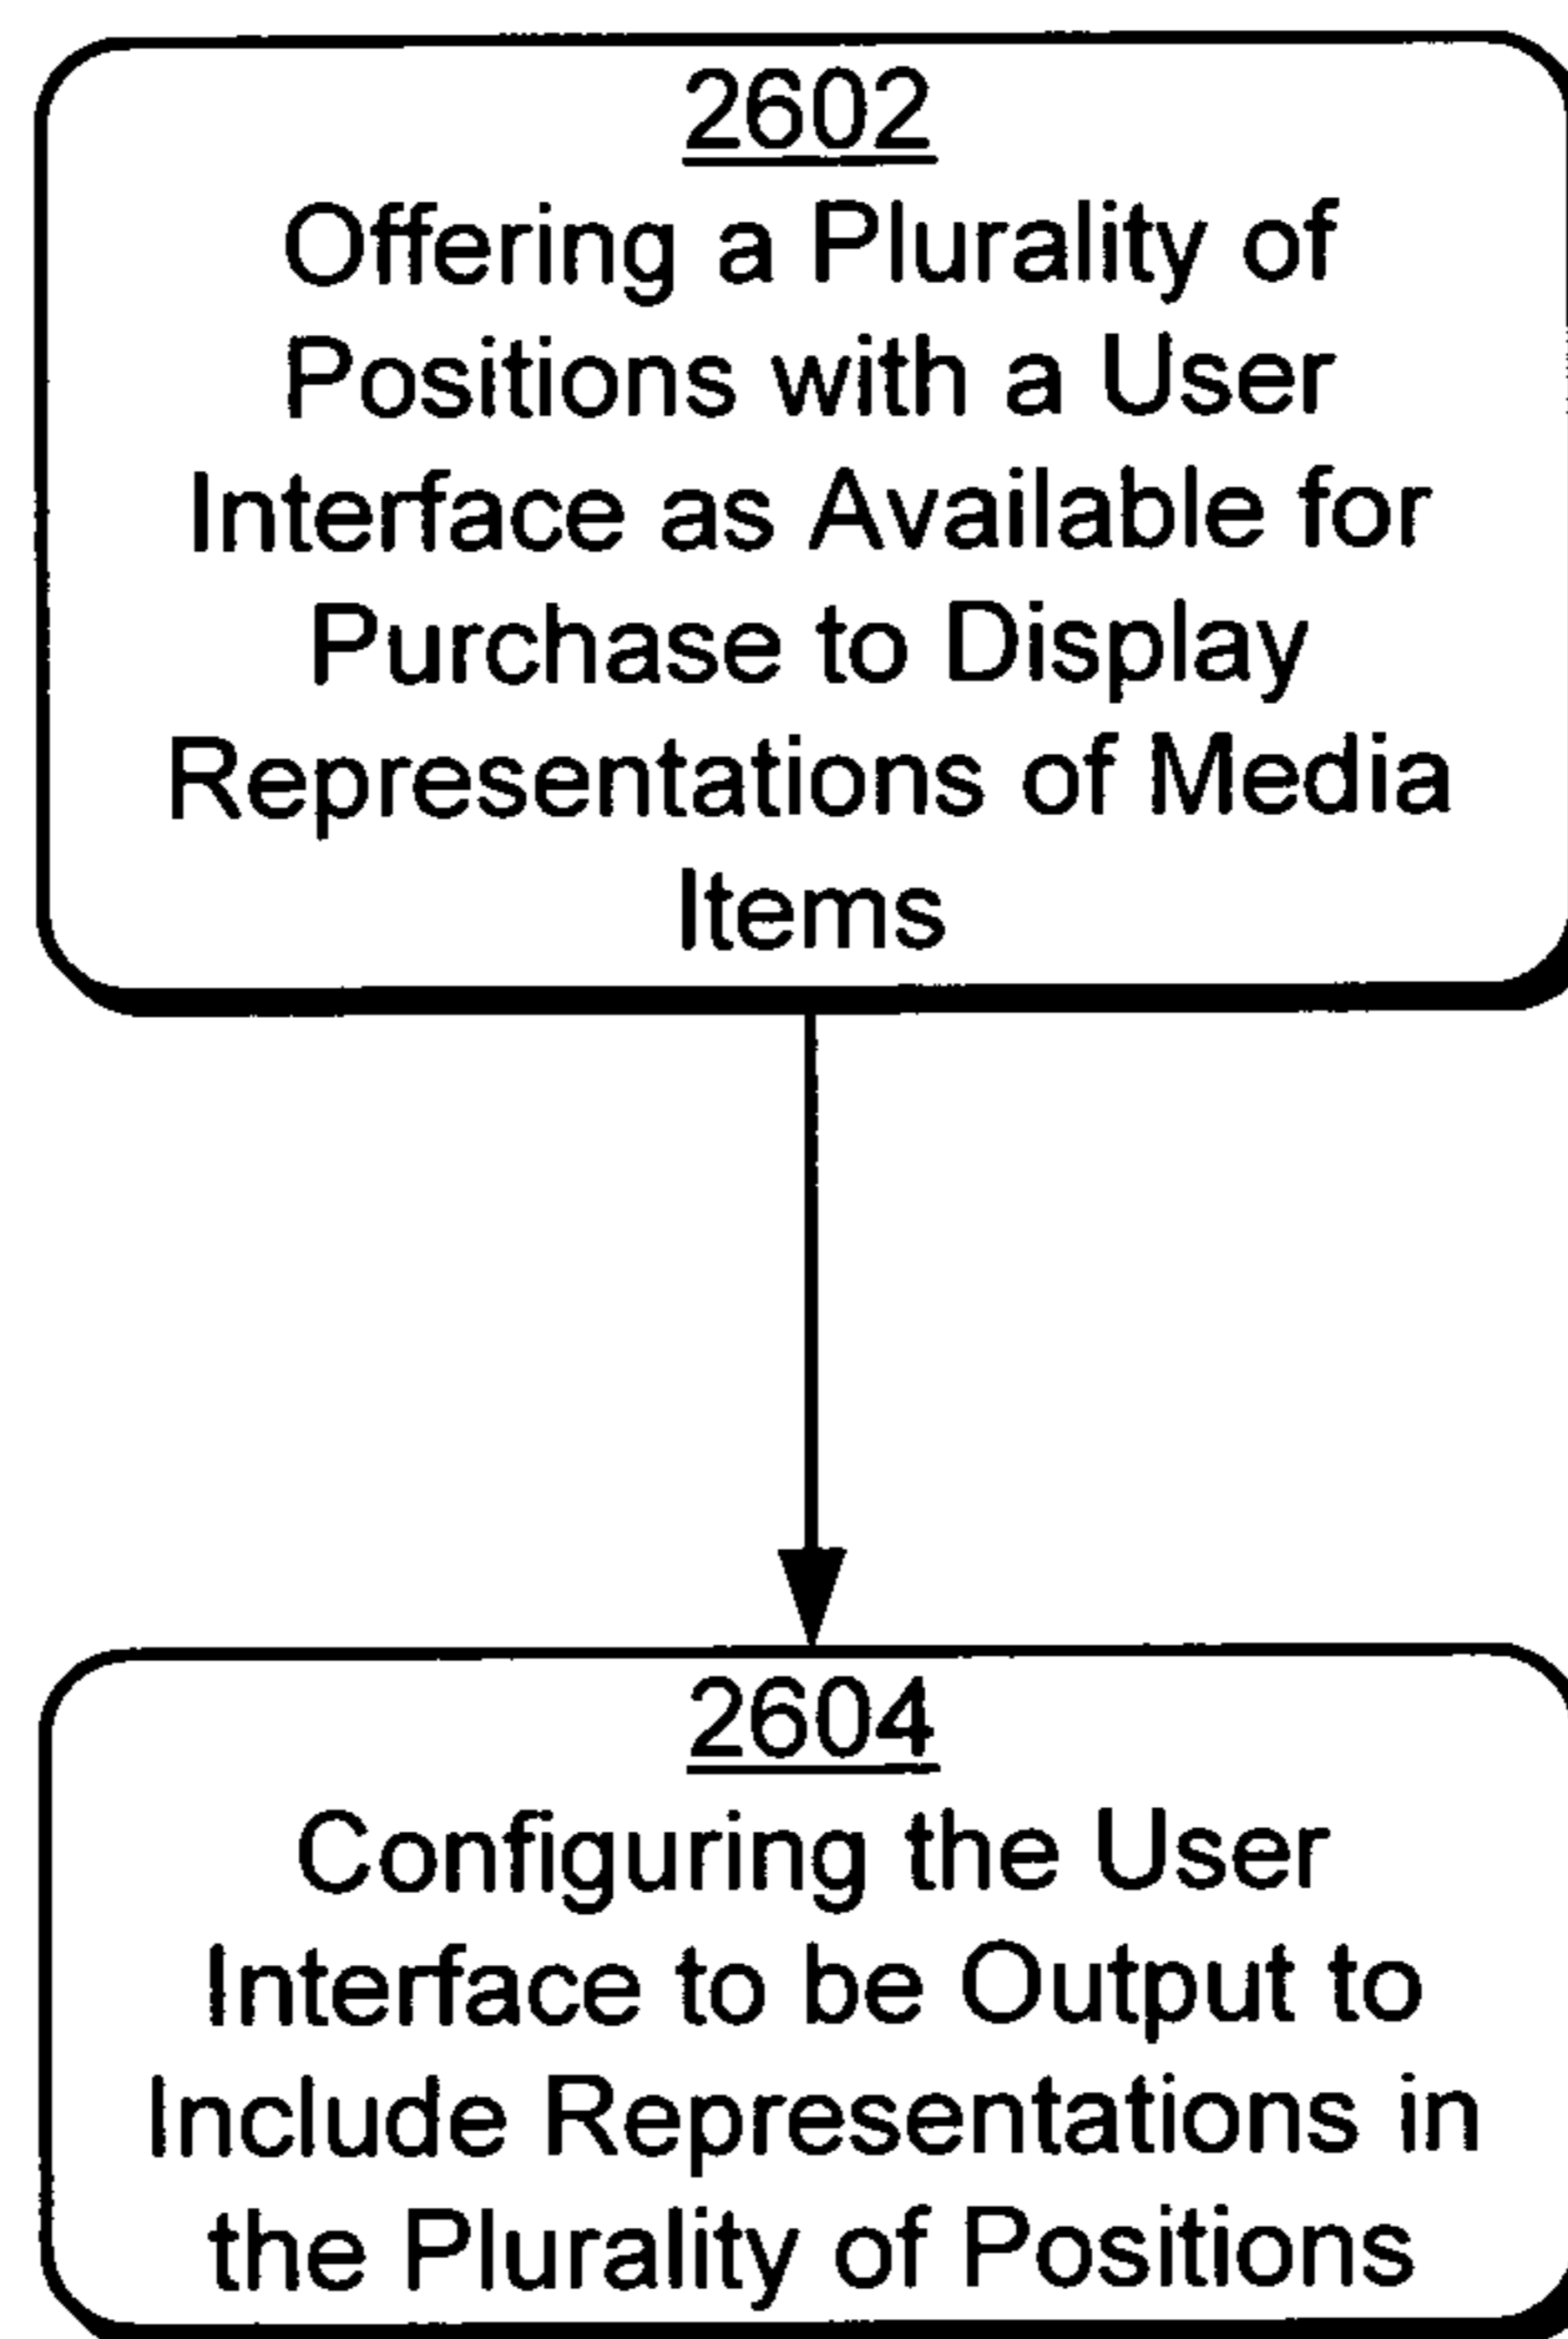 2602
Offering a Plurality of
Positions with a User
Interface as Available for
Purchase to Display
Representations of Media
Items
2604
Configuring the User
Interface to be Output to
Include Representations in
the Plurality of Positions